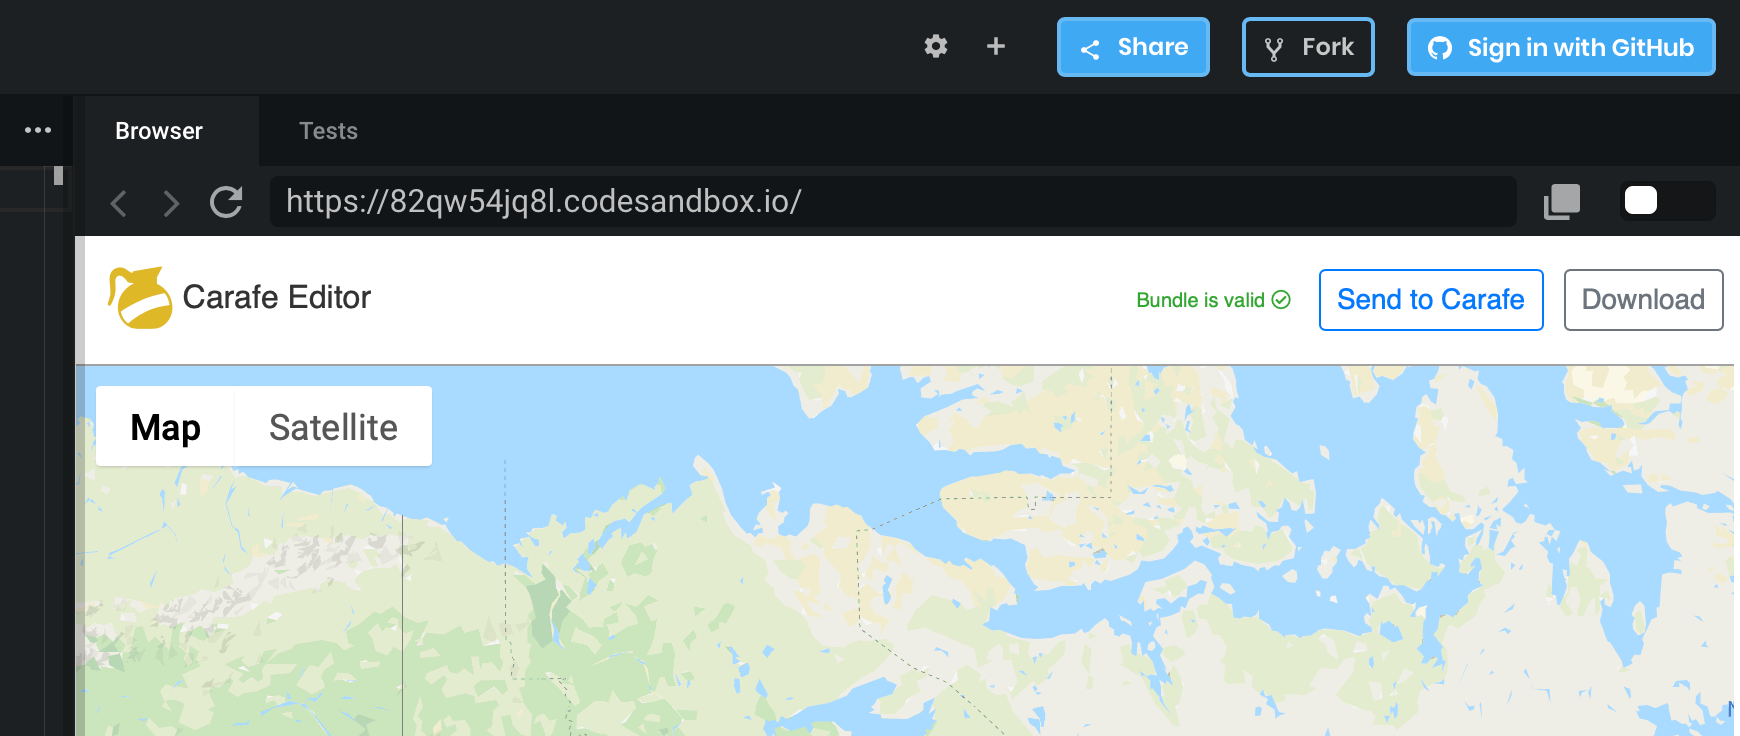 Share Fork Sign in with GitHub
Browser Tests
https://82qw54jq8l.codesandbox.io/
Carafe Editor Bundle is valid Send to Carafe Download
Map Satellite